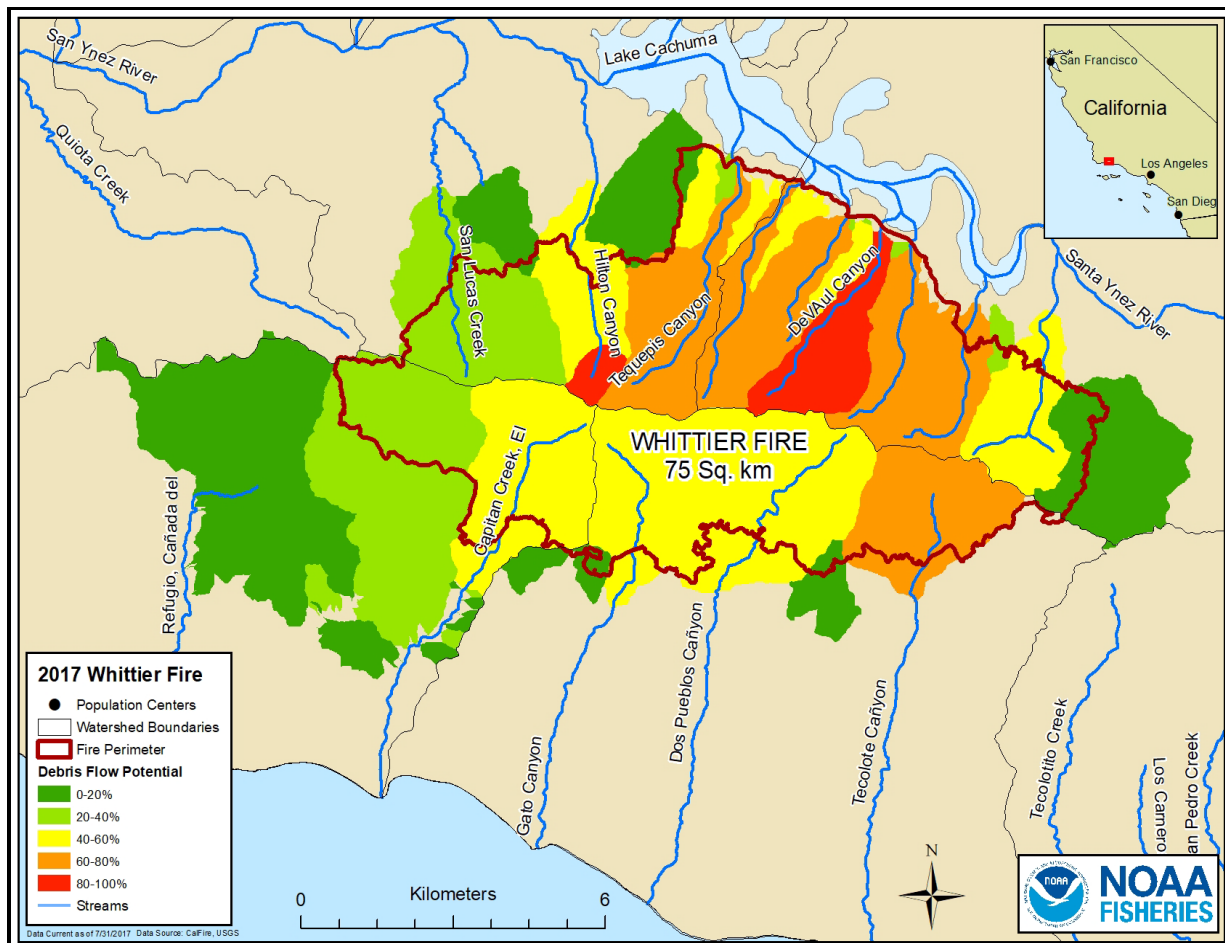 San Ynez River
Lake Cachuma
San Francisco
California
Los Angeles
San Dieg
Quiota Creek
San Lucas Creek
Hilton Canyon
Tequepis Canyon
DeVAul Canyon
Santa Ynez River
WHITTIER FIRE
75 Sq. km
Capitan Creek, El
Refugio, Cañada del
Gato Canyon
Dos Pueblos Cañyon
Tecolote Cañyon
Tecolotito Creek
Los Carnero
an Pedro Creek
2017 Whittier Fire
Population Centers
Watershed Boundaries
Fire Perimeter
Debris Flow Potential
0-20%
20-40%
40-60%
60-80%
80-100%
Streams
Data Current as of 7/31/2017 Data Source: CalFire, USGS
Kilometers
0 6
N
NOAA
NOAA
FISHERIES